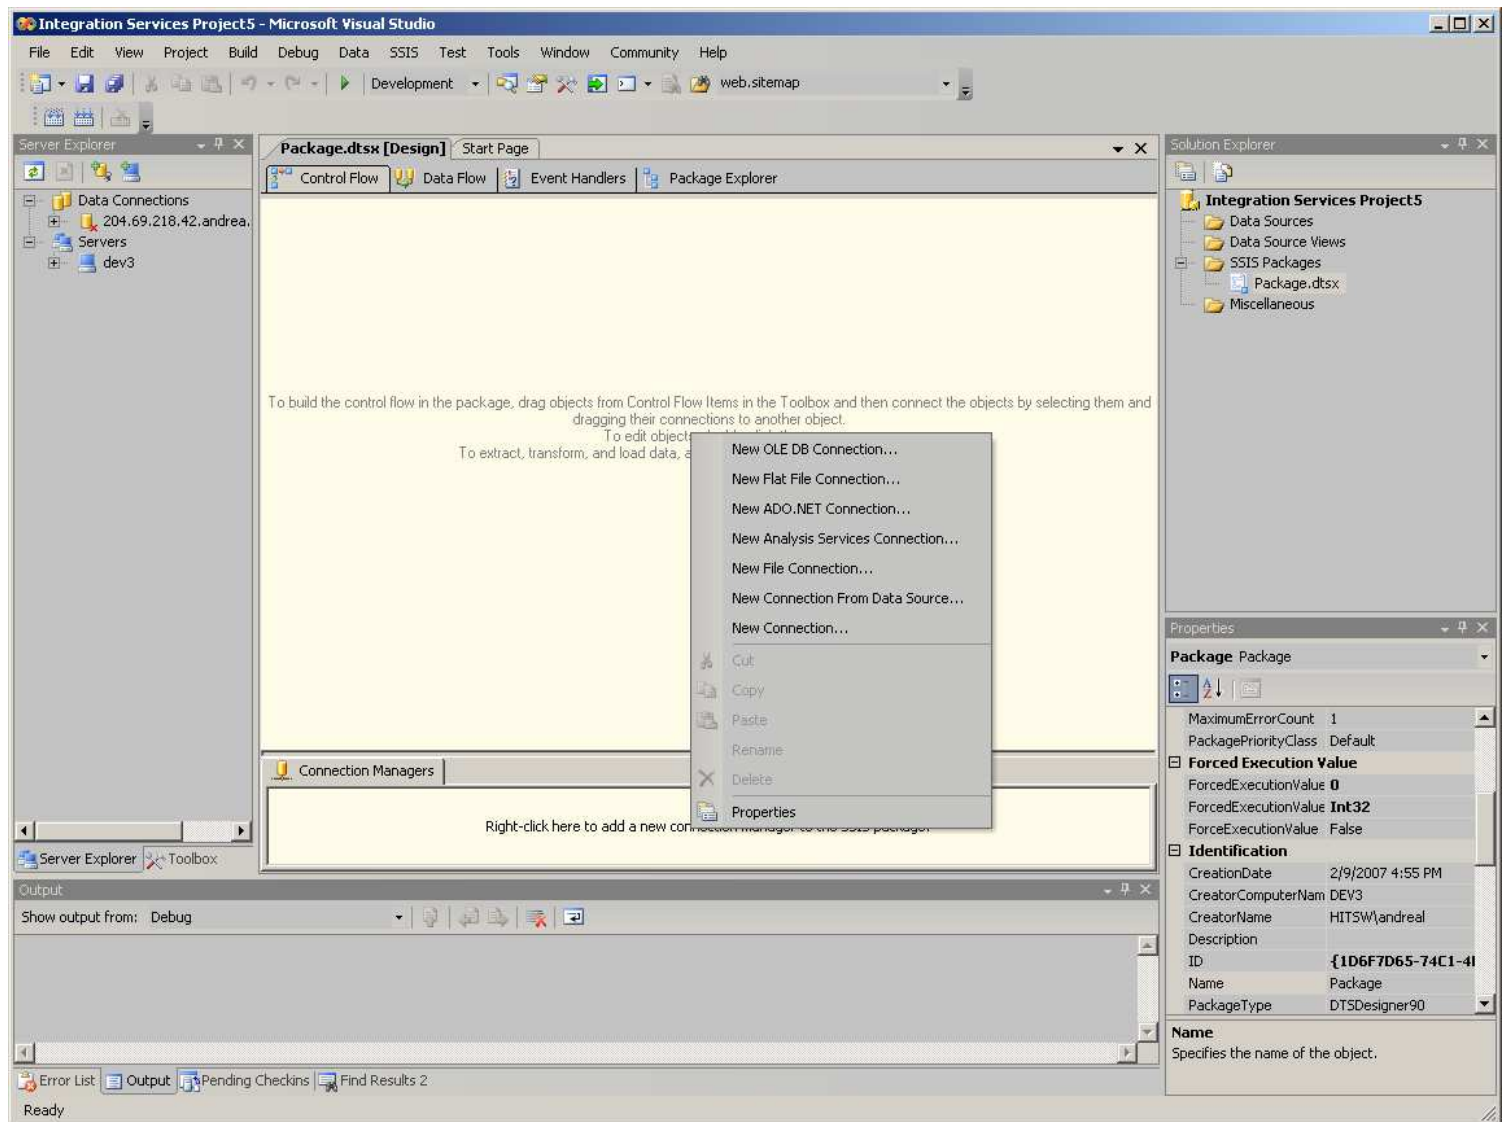 Integration Services Project5 - Microsoft Visual Studio
File Edit View Project Build Debug Data SSIS Test Tools Window Community Help
Development web.sitemap
Server Explorer
Data Connections
204.69.218.42.andrea.
Servers
dev3
Server Explorer Toolbox
Package.dtsx [Design] Start Page
Control Flow Data Flow Event Handlers Package Explorer
To build the control flow in the package, drag objects from Control Flow Items in the Toolbox and then connect the objects by selecting them and
dragging their connections to another object.
To edit objects
To extract, transform, and load data,
New OLE DB Connection...
New Flat File Connection...
New ADO.NET Connection...
New Analysis Services Connection...
New File Connection...
New Connection From Data Source...
New Connection...
Cut
Copy
Paste
Rename
Delete
Properties
Connection Managers
Right-click here to add a new
Solution Explorer
Integration Services Project5
Data Sources
Data Source Views
SSIS Packages
Package.dtsx
Miscellaneous
Properties
Package Package
MaximumErrorCount 1
PackagePriorityClass Default
Forced Execution Value
ForcedExecutionValue 0
ForcedExecutionValue Int32
ForceExecutionValue False
Identification
CreationDate 2/9/2007 4:55 PM
CreatorComputerNam DEV3
CreatorName HITSW\andreal
Description
ID {1D6F7D65-74C1-4
Name Package
PackageType DTSDesigner90
Name
Specifies the name of the object.
Output
Show output from: Debug
Error List Output Pending Checkins Find Results 2
Ready